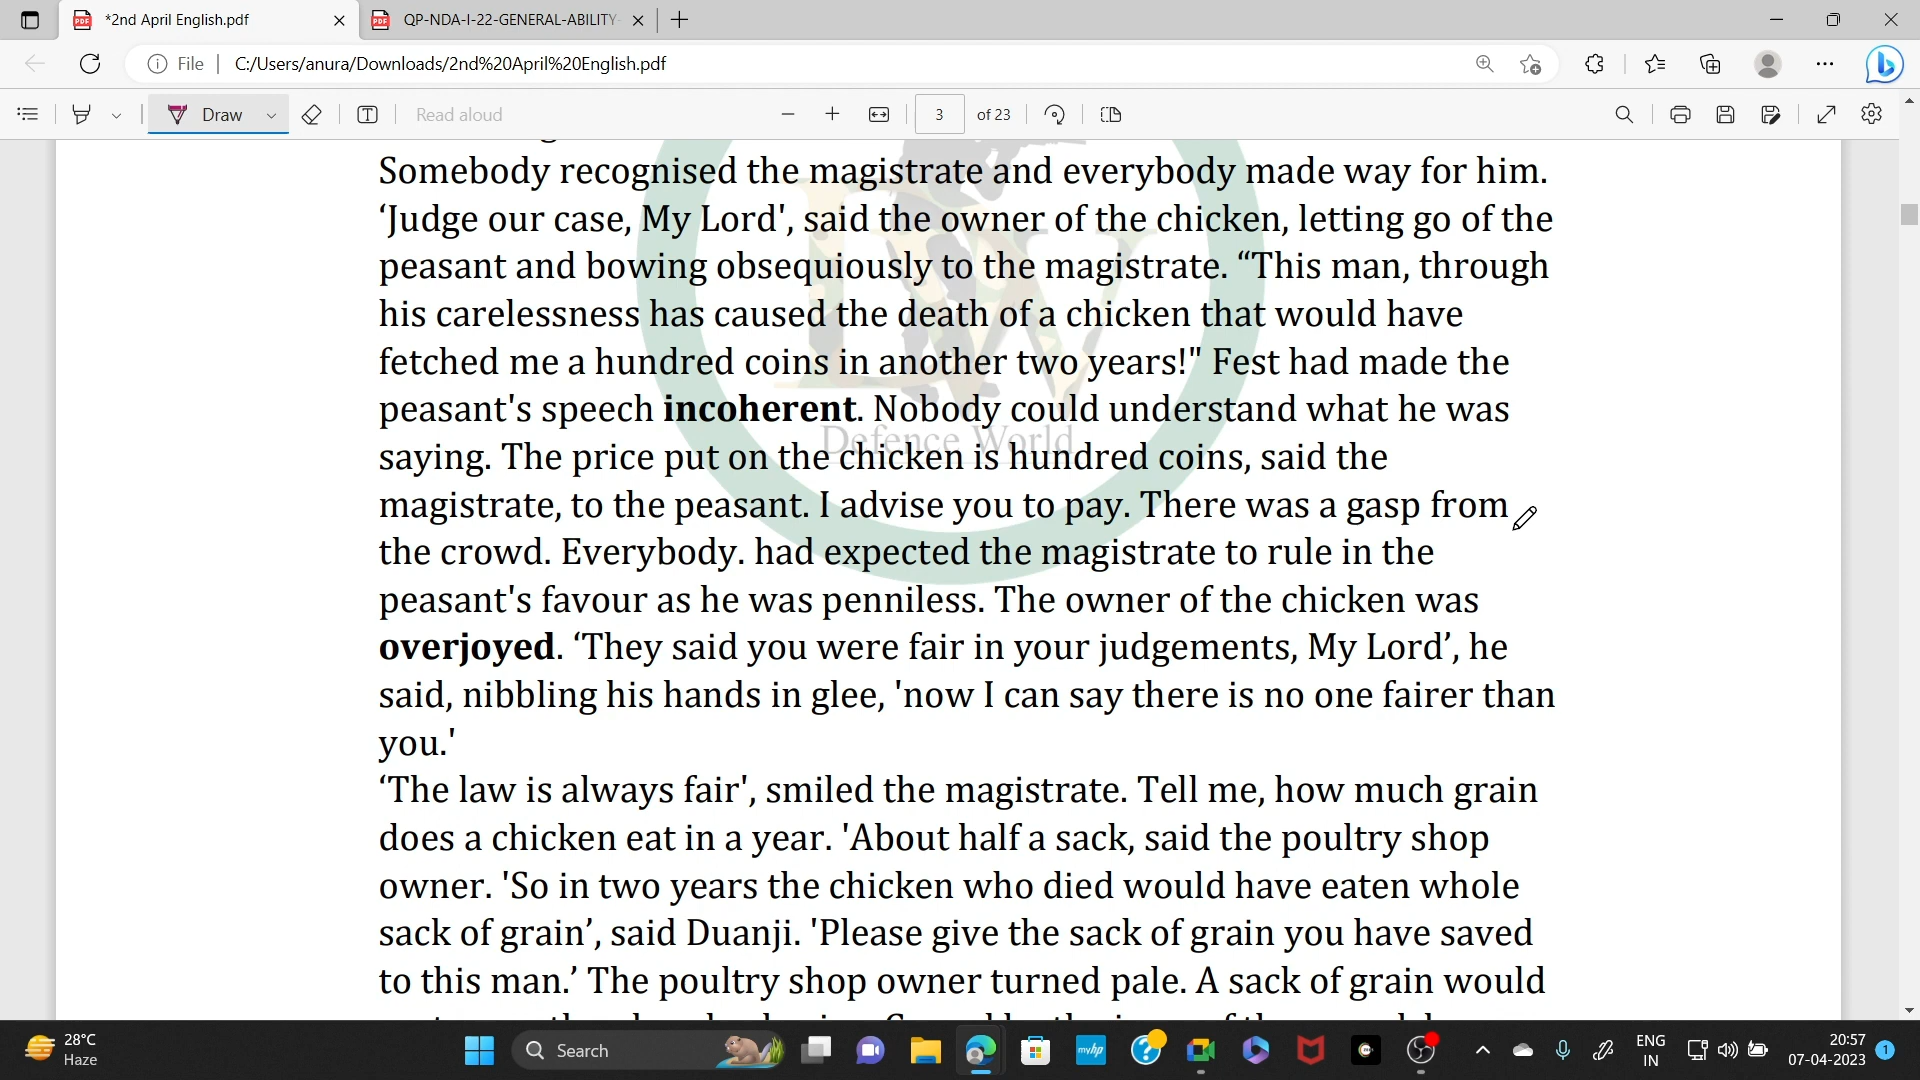 *2nd April English.pdf
QP-NDA-I-22-GENERAL-ABILITY-
File
C:/Users/anura/Downloads/2nd%20April%20English.pdf
Draw
Read aloud
3
of 23
Somebody recognised the magistrate and everybody made way for him.
‘Judge our case, My Lord', said the owner of the chicken, letting go of the
peasant and bowing obsequiously to the magistrate. “This man, through
his carelessness has caused the death of a chicken that would have
fetched me a hundred coins in another two years!" Fest had made the
peasant's speech incoherent. Nobody could understand what he was
Defence World
saying. The price put on the chicken is hundred coins, said the
magistrate, to the peasant. I advise you to pay. There was a gasp from
the crowd. Everybody. had expected the magistrate to rule in the
peasant's favour as he was penniless. The owner of the chicken was
overjoyed. ‘They said you were fair in your judgements, My Lord’, he
said, nibbling his hands in glee, 'now I can say there is no one fairer than
you.'
‘The law is always fair', smiled the magistrate. Tell me, how much grain
does a chicken eat in a year. 'About half a sack, said the poultry shop
owner. 'So in two years the chicken who died would have eaten whole
sack of grain’, said Duanji. 'Please give the sack of grain you have saved
to this man.’ The poultry shop owner turned pale. A sack of grain would
28°C
Haze
Search
myhp
ENG
IN
20:57
07-04-2023
1